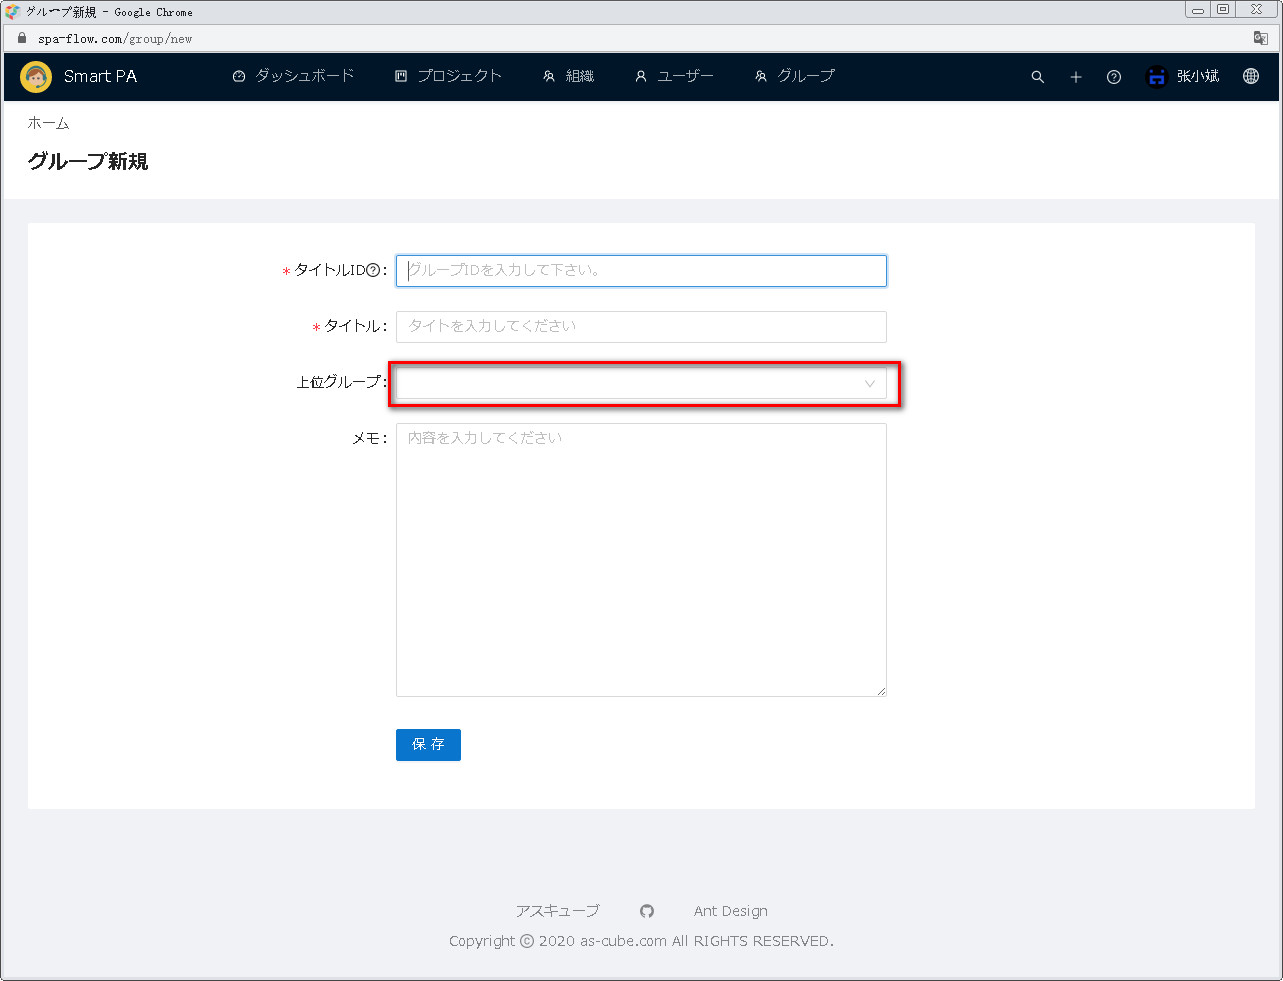 グループ新規 - Google Chrome
spa-flow.com/group/new
Smart PA ダッシュボード プロジェクト 組織 ユーザー グループ 张小斌
ホーム
グループ新規
* タイトルID? : グループIDを入力して下さい。
* タイトル : タイトを入力してください
上位グループ :
メモ : 内容を入力してください
保 存
アスキューブ Ant Design
Copyright © 2020 as-cube.com All RIGHTS RESERVED.